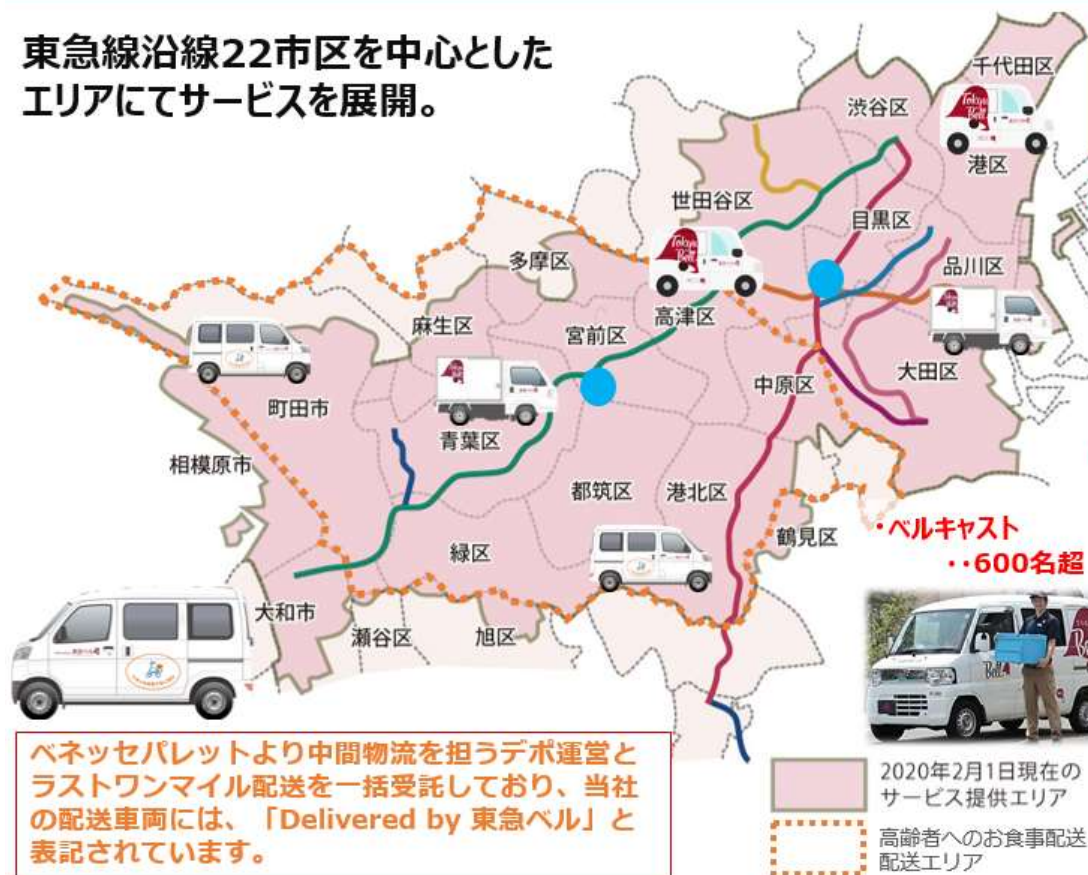 東急線沿線22市区を中心とした
エリアにてサービスを展開。
千代田区
渋谷区
港区
世田谷区
目黒区
多摩区
品川区
高津区
麻生区
宮前区
中原区
大田区
町田市
青葉区
相模原市
都筑区
港北区
鶴見区
緑区
大和市
瀬谷区
旭区
Tokyu
Bell
Tokyu
Bell
・ベルキャスト
‥600名超
Bell
ベネッセパレットより中間物流を担うデポ運営と
ラストワンマイル配送を一括受託しており、当社
の配送車両には、「Delivered by 東急ベル」と
表記されています。
2020年2月1日現在の
サービス提供エリア
高齢者へのお食事配送
配送エリア